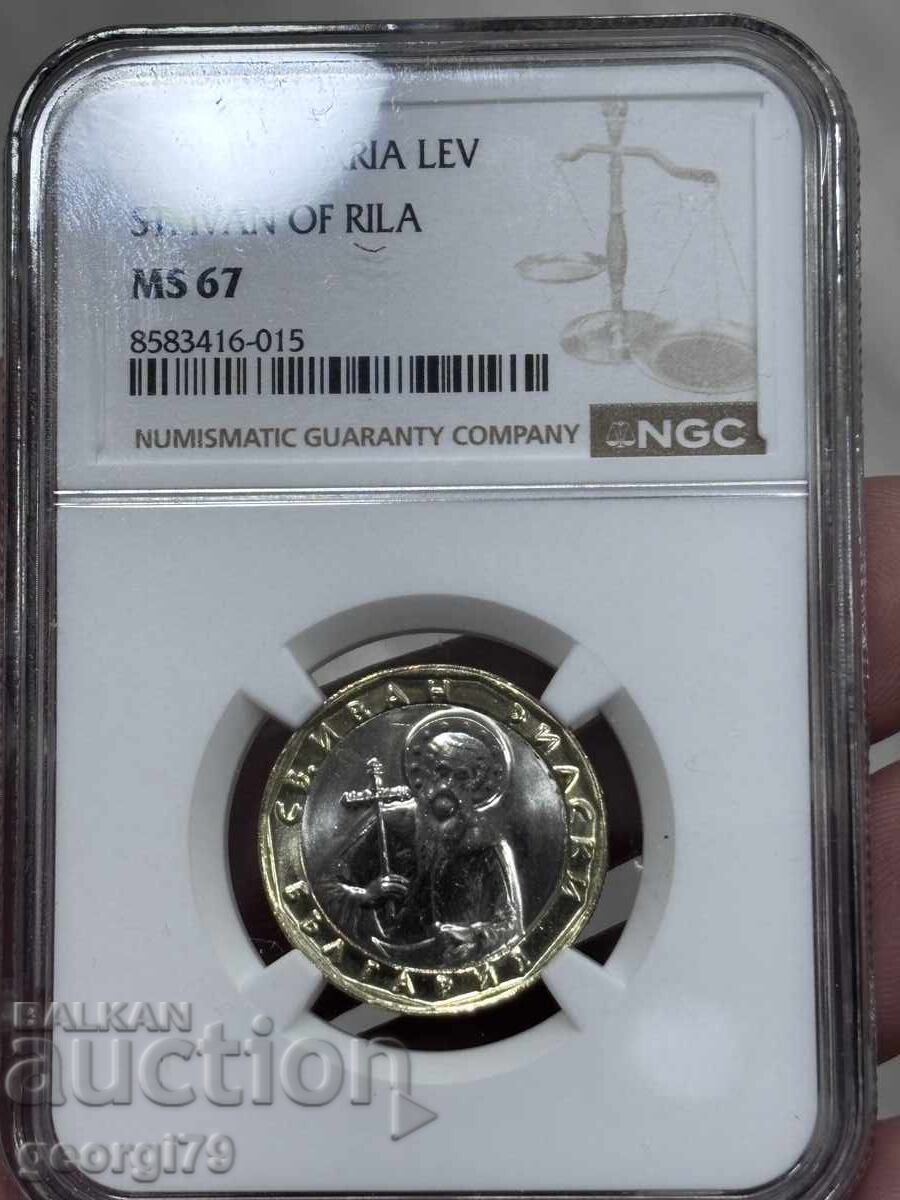 ARIA LEV
ST. IVAN OF RILA
MS 67
8583416-015
NUMISMATIC GUARANTY COMPANY NGC
СВ. ИВАН РИЛСКИ
БЪЛГАРИЯ
BALKAN
auction
georgi79